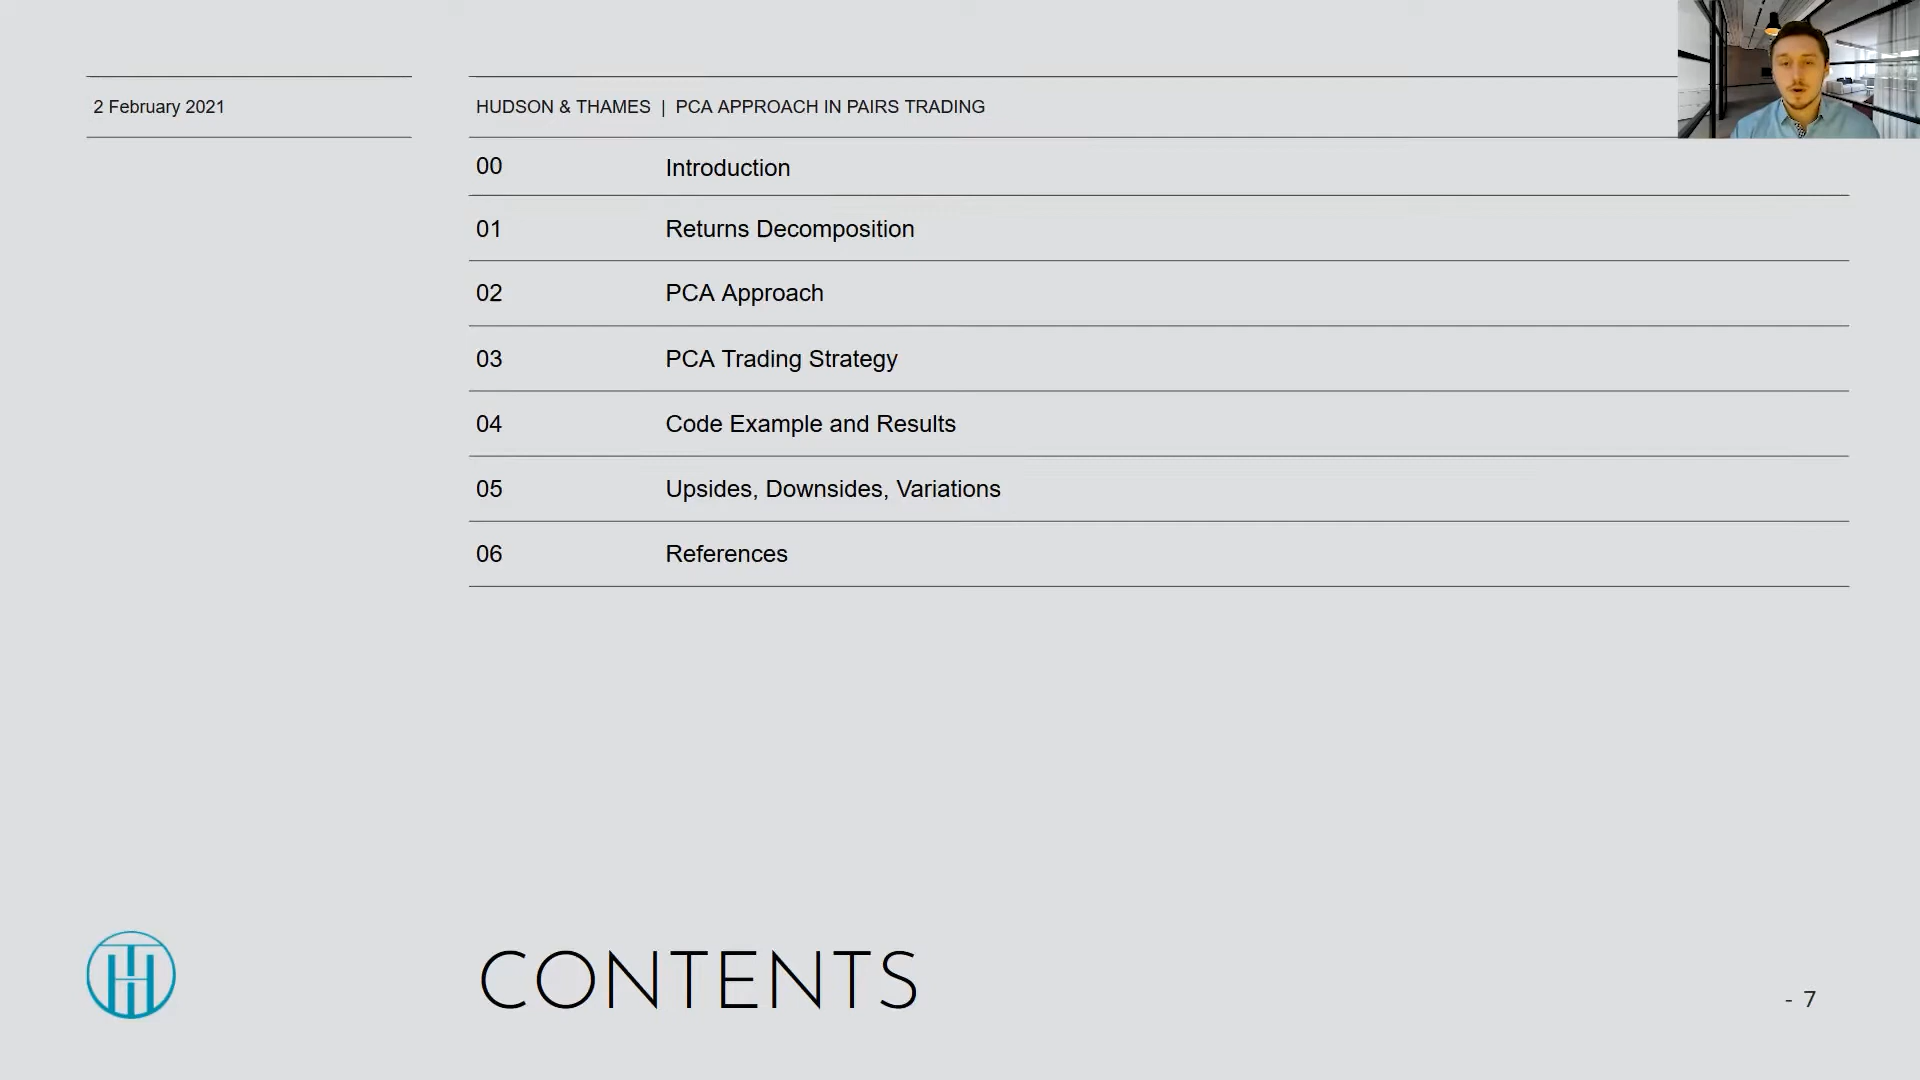 2 February 2021
HUDSON & THAMES | PCA APPROACH IN PAIRS TRADING
00 Introduction
01 Returns Decomposition
02 PCA Approach
03 PCA Trading Strategy
04 Code Example and Results
05 Upsides, Downsides, Variations
06 References
CONTENTS
- 7